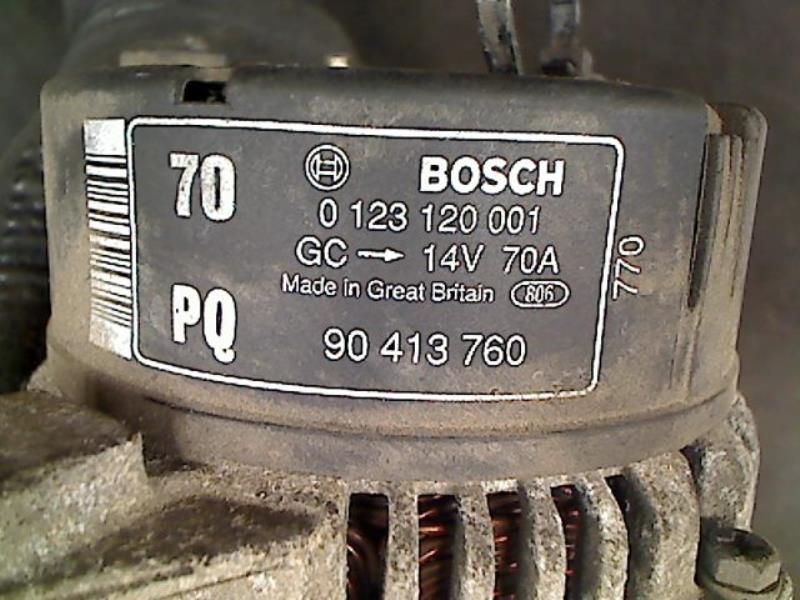 70
BOSCH
0 123 120 001
GC → 14V 70A
Made in Great Britain 806
PQ
90 413 760
770